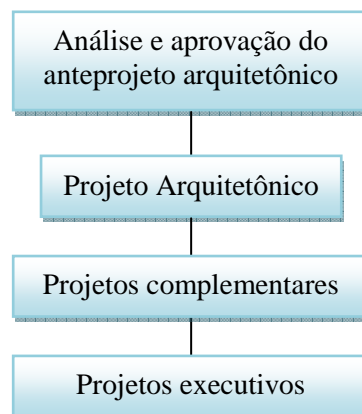 Análise e aprovação do
anteprojeto arquitetônico
Projeto Arquitetônico
Projetos complementares
Projetos executivos